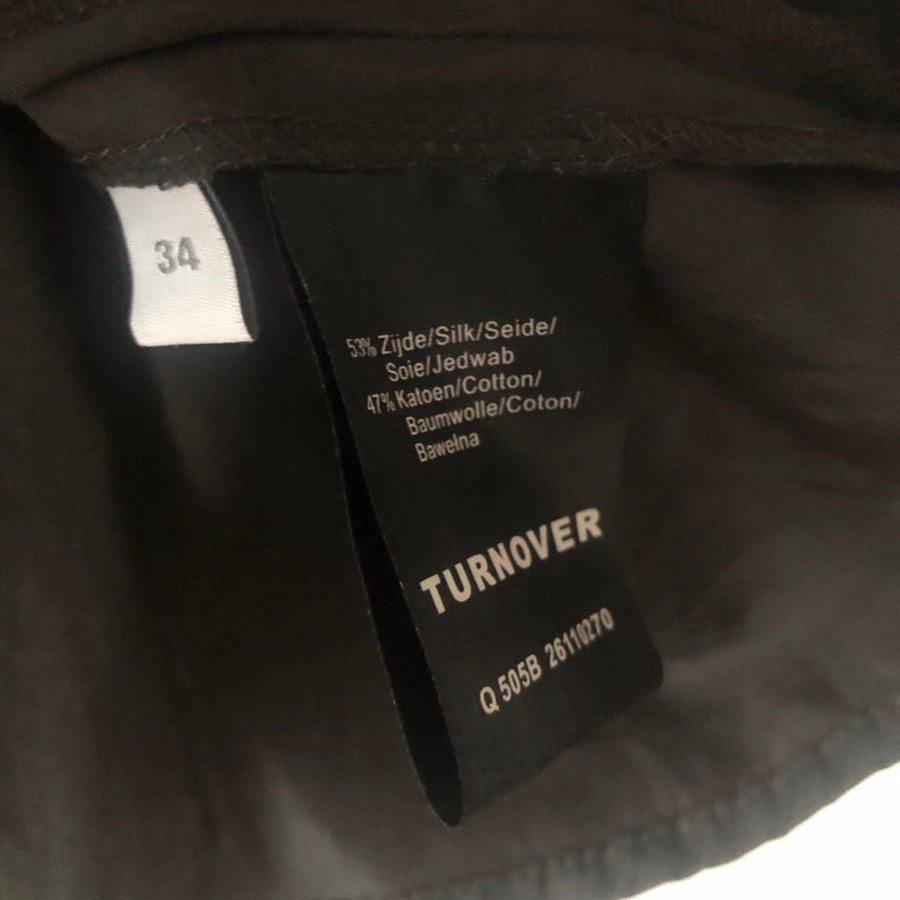 34
53% Zijde/Silk/Seide/
Soie/Jedwab
47% Katoen/Cotton/
Baumwolle/Coton/
Bawełna
TURNOVER
Q 505B 26110270